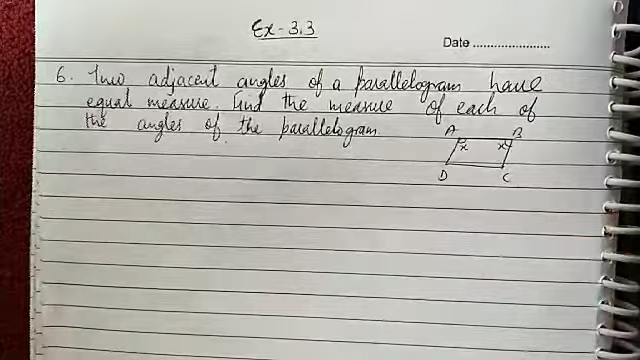 Ex - 3.3
Date ......................
6. Two adjacent angles of a parallelogram have
equal measure. Find the measure of each of
the angles of the parallelogram.
A B
x x
D C